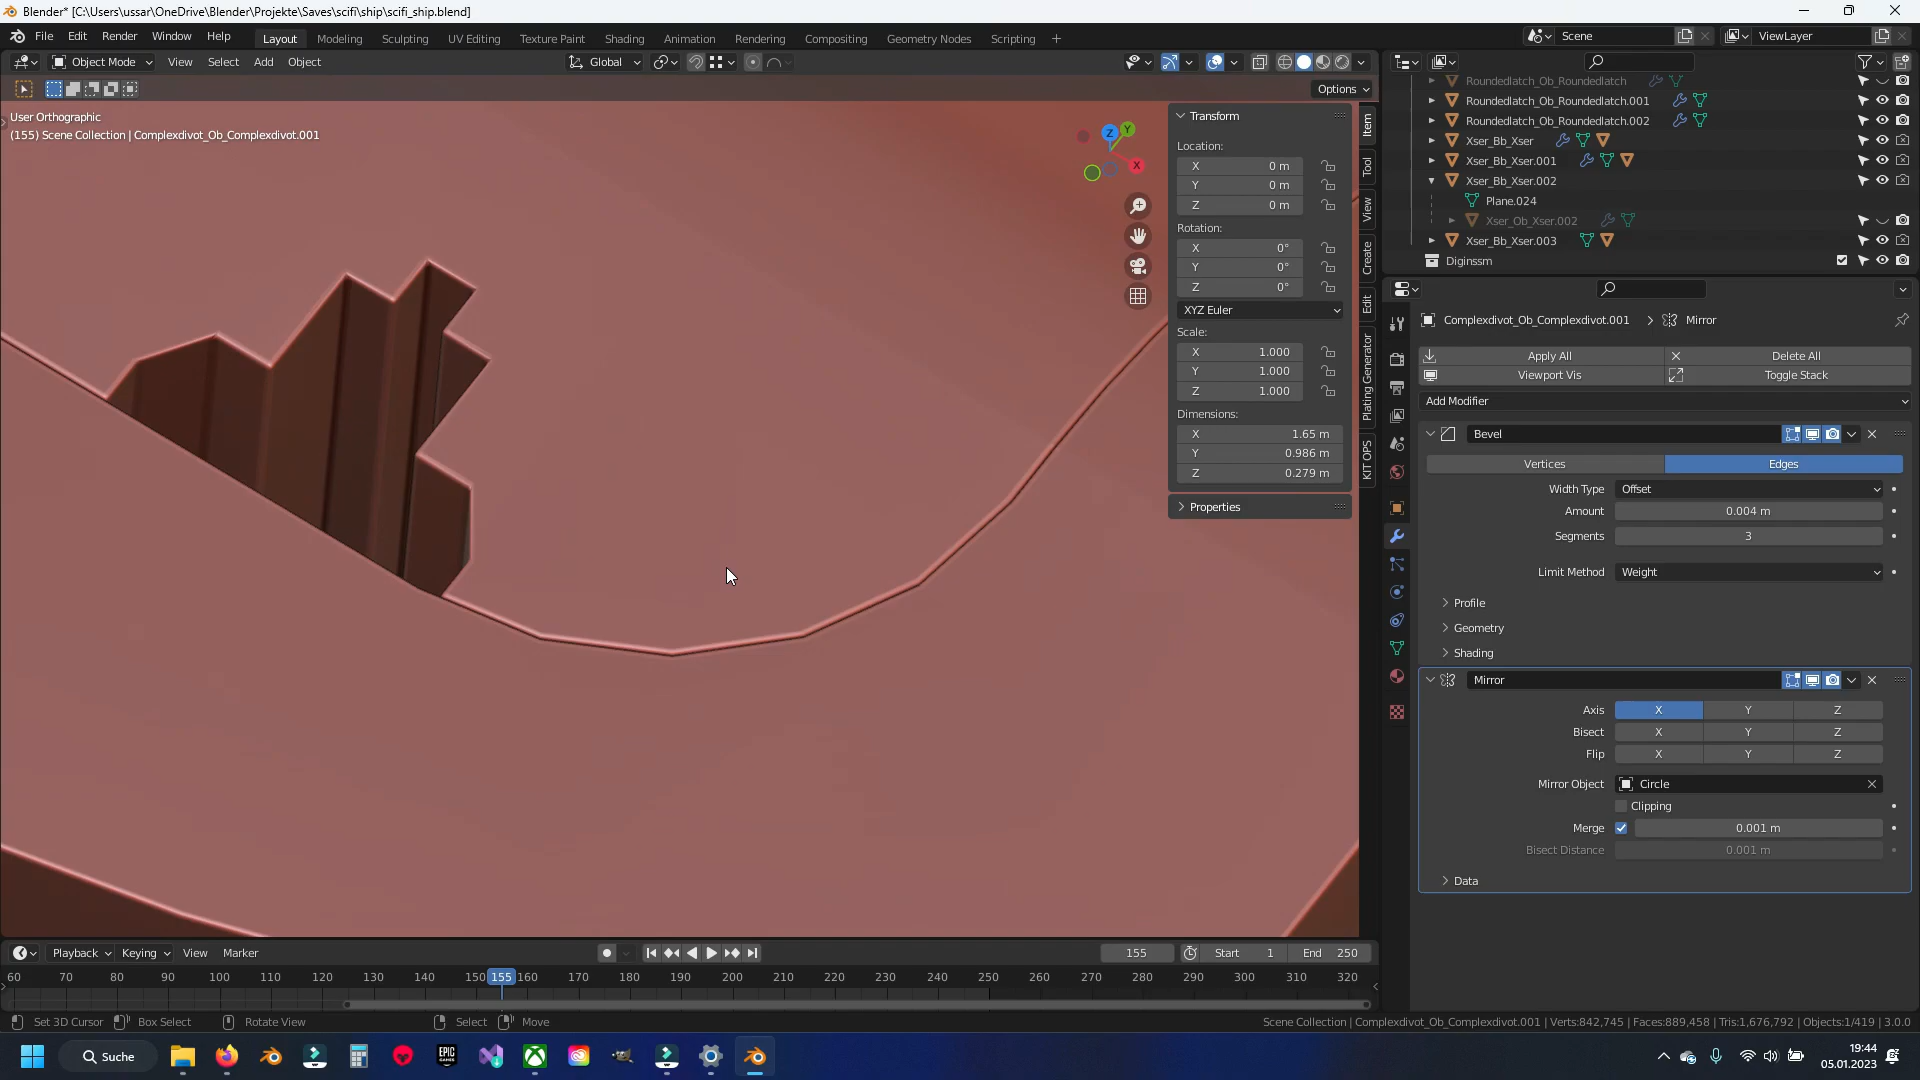 Blender* [C:\Users\ussar\OneDrive\Blender\Projekte\Saves\scifi\ship\scifi_ship.blend]
File Edit Render Window Help Layout Modeling Sculpting UV Editing Texture Paint Shading Animation Rendering Compositing Geometry Nodes Scripting + Scene ViewLayer
Object Mode View Select Add Object Global
Options
User Orthographic
(155) Scene Collection | Complexdivot_Ob_Complexdivot.001
Z Y X
Transform
Location:
X 0 m
Y 0 m
Z 0 m
Rotation:
X 0°
Y 0°
Z 0°
XYZ Euler
Scale:
X 1.000
Y 1.000
Z 1.000
Dimensions:
X 1.65 m
Y 0.986 m
Z 0.279 m
Properties
Item
Tool
View
Create
Edit
Plating Generator
KIT OPS
Roundedlatch_Ob_Roundedlatch
Roundedlatch_Ob_Roundedlatch.001
Roundedlatch_Ob_Roundedlatch.002
Xser_Bb_Xser
Xser_Bb_Xser.001
Xser_Bb_Xser.002
Plane.024
Xser_Ob_Xser.002
Xser_Bb_Xser.003
Diginssm
Complexdivot_Ob_Complexdivot.001 > Mirror
Apply All Delete All
Viewport Vis Toggle Stack
Add Modifier
Bevel
Vertices Edges
Width Type Offset
Amount 0.004 m
Segments 3
Limit Method Weight
Profile
Geometry
Shading
Mirror
Axis X Y Z
Bisect X Y Z
Flip X Y Z
Mirror Object Circle
Clipping
Merge 0.001 m
Bisect Distance 0.001 m
Data
Playback Keying View Marker 155 Start 1 End 250
60 70 80 90 100 110 120 130 140 150 155 160 170 180 190 200 210 220 230 240 250 260 270 280 290 300 310 320
Set 3D Cursor Box Select Rotate View Select Move Scene Collection | Complexdivot_Ob_Complexdivot.001 | Verts:842,745 | Faces:889,458 | Tris:1,676,792 | Objects:1/419 | 3.0.0
Suche EPIC GAMES 19:44
05.01.2023